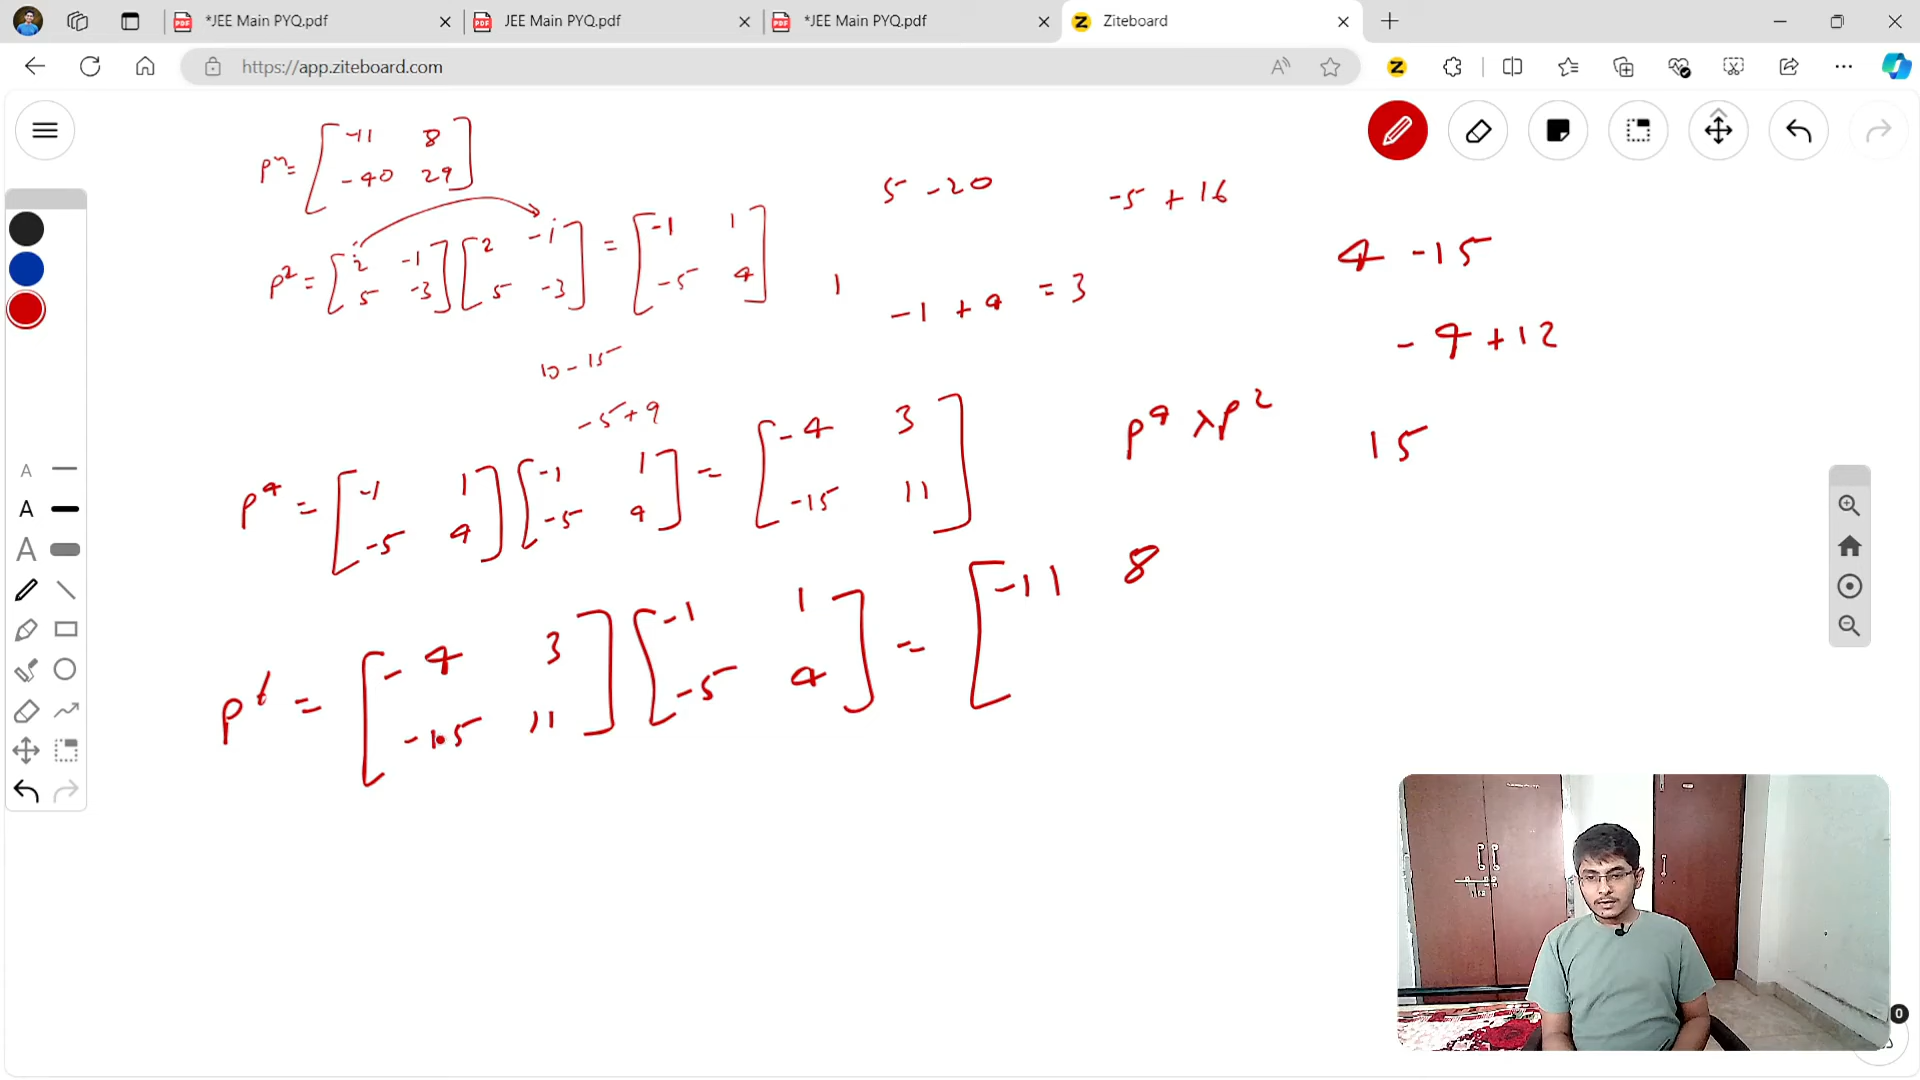 *JEE Main PYQ.pdf JEE Main PYQ.pdf *JEE Main PYQ.pdf Ziteboard
https://app.ziteboard.com
Pⁿ = [ -11 8
-40 29 ]
5 -20 -5 + 16
P² = [ 2 -1
5 -3 ] [ 2 -1
5 -3 ] = [ -1 1
-5 4 ] 1 -1 + 4 = 3
4 -15
-4 + 12
10 - 15
-5 + 9
P⁴ × P² 15
P⁴ = [ -1 1
-5 4 ] [ -1 1
-5 4 ] = [ -4 3
-15 11 ]
P⁶ = [ -4 3
-15 11 ] [ -1 1
-5 4 ] = [ -11 8
A
A
A
0